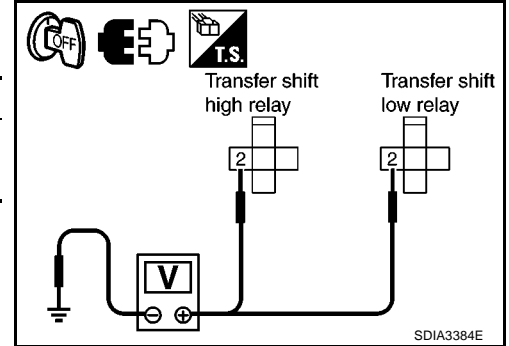 OFF
T.S.
Transfer shift
high relay
Transfer shift
low relay
2
2
V
SDIA3384E